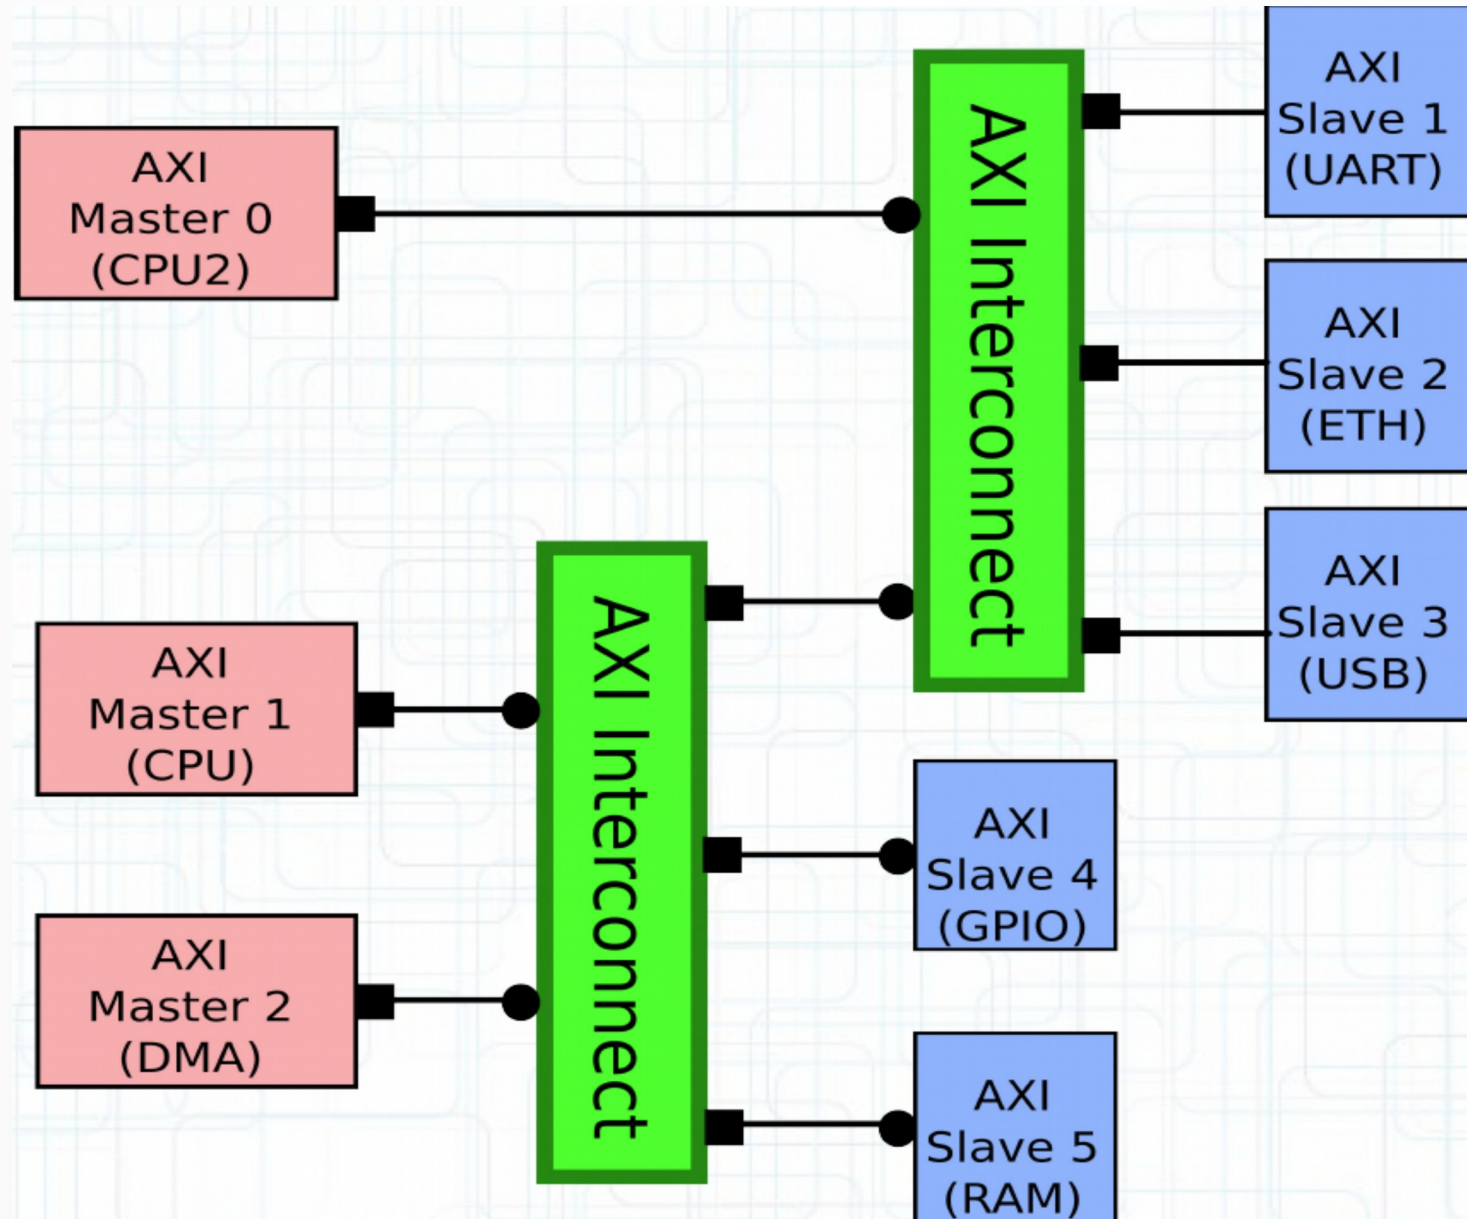 AXI
Master 0
(CPU2)
AXI Interconnect
AXI
Slave 1
(UART)
AXI
Slave 2
(ETH)
AXI
Slave 3
(USB)
AXI
Master 1
(CPU)
AXI
Master 2
(DMA)
AXI Interconnect
AXI
Slave 4
(GPIO)
AXI
Slave 5
(RAM)